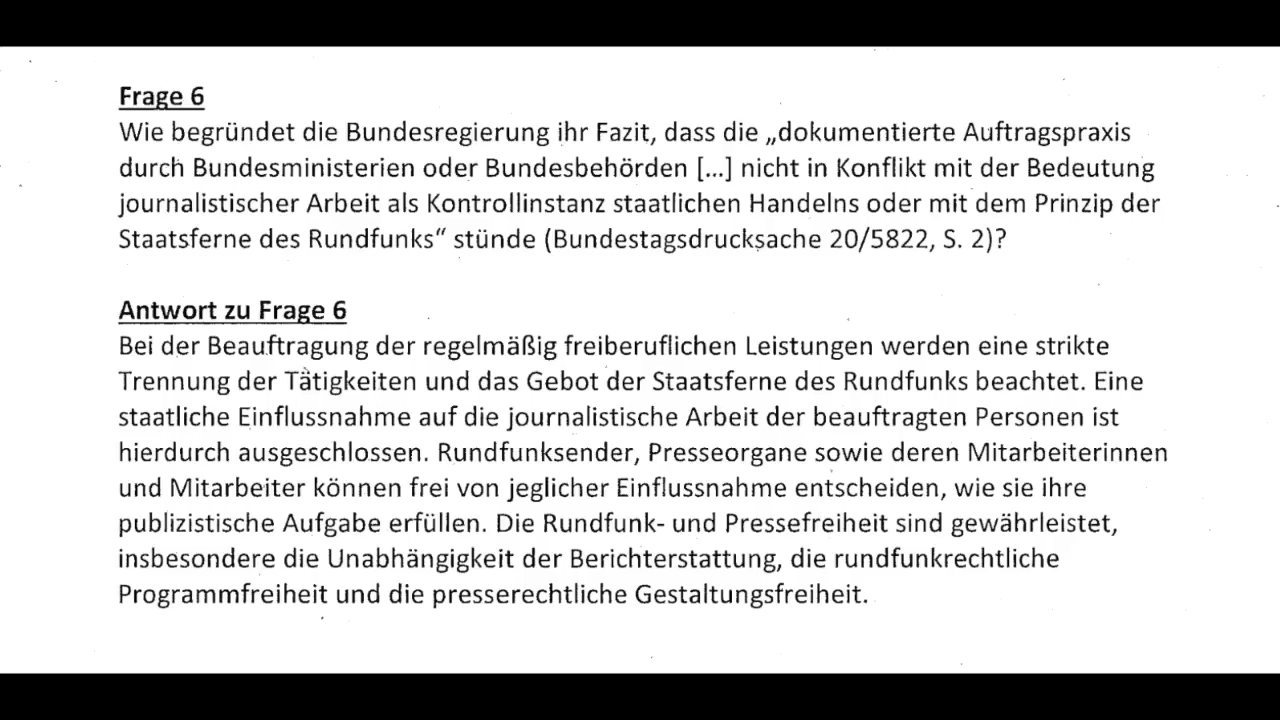 Frage 6
Wie begründet die Bundesregierung ihr Fazit, dass die „dokumentierte Auftragspraxis
durch Bundesministerien oder Bundesbehörden [...] nicht in Konflikt mit der Bedeutung
journalistischer Arbeit als Kontrollinstanz staatlichen Handelns oder mit dem Prinzip der
Staatsferne des Rundfunks“ stünde (Bundestagsdrucksache 20/5822, S. 2)?
Antwort zu Frage 6
Bei der Beauftragung der regelmäßig freiberuflichen Leistungen werden eine strikte
Trennung der Tätigkeiten und das Gebot der Staatsferne des Rundfunks beachtet. Eine
staatliche Einflussnahme auf die journalistische Arbeit der beauftragten Personen ist
hierdurch ausgeschlossen. Rundfunksender, Presseorgane sowie deren Mitarbeiterinnen
und Mitarbeiter können frei von jeglicher Einflussnahme entscheiden, wie sie ihre
publizistische Aufgabe erfüllen. Die Rundfunk- und Pressefreiheit sind gewährleistet,
insbesondere die Unabhängigkeit der Berichterstattung, die rundfunkrechtliche
Programmfreiheit und die presserechtliche Gestaltungsfreiheit.